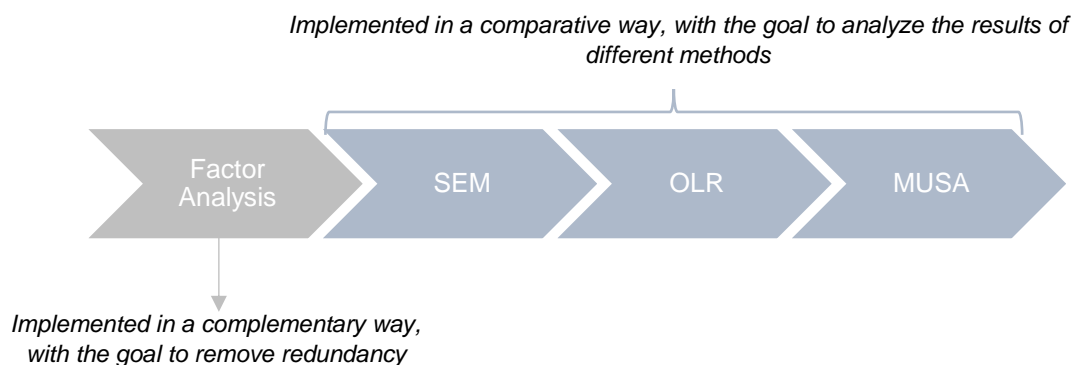 Implemented in a comparative way, with the goal to analyze the results of
different methods
Factor
Analysis
SEM
OLR
MUSA
Implemented in a complementary way,
with the goal to remove redundancy